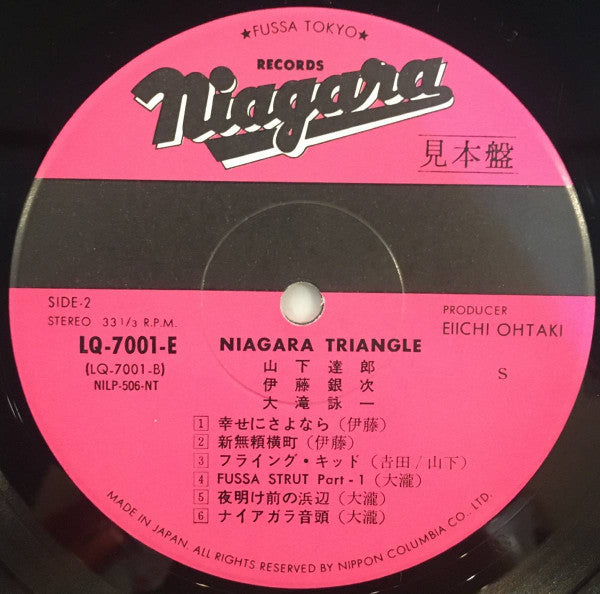 ★FUSSA TOKYO★
RECORDS
Niagara
見本盤
SIDE-2
STEREO 33 1/3 R.P.M.
LQ-7001-E
(LQ-7001-B)
NILP-506-NT
PRODUCER
EIICHI OHTAKI
S
NIAGARA TRIANGLE
山下達郎
伊藤銀次
大滝詠一
1 幸せにさよなら(伊藤)
2 新無頼横町(伊藤)
3 フライング・キッド(吉田/山下)
4 FUSSA STRUT Part-1(大瀧)
5 夜明け前の浜辺(大瀧)
6 ナイアガラ音頭(大瀧)
MADE IN JAPAN. ALL RIGHTS RESERVED BY NIPPON COLUMBIA CO., LTD.